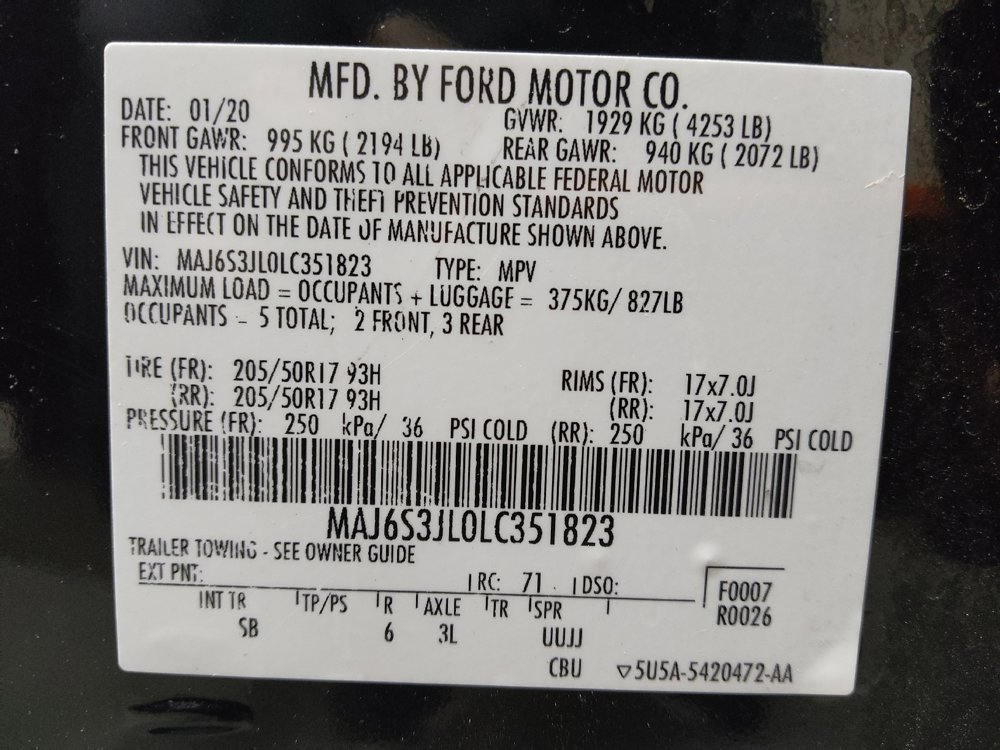 MFD. BY FORD MOTOR CO.
DATE: 01/20 GVWR: 1929 KG ( 4253 LB)
FRONT GAWR: 995 KG ( 2194 LB) REAR GAWR: 940 KG ( 2072 LB)
THIS VEHICLE CONFORMS TO ALL APPLICABLE FEDERAL MOTOR
VEHICLE SAFETY AND THEFT PREVENTION STANDARDS
IN EFFECT ON THE DATE OF MANUFACTURE SHOWN ABOVE.
VIN: MAJ6S3JL0LC351823 TYPE: MPV
MAXIMUM LOAD = OCCUPANTS + LUGGAGE = 375KG/ 827LB
OCCUPANTS - 5 TOTAL; 2 FRONT, 3 REAR
TIRE (FR): 205/50R17 93H RIMS (FR): 17x7.0J
(RR): 205/50R17 93H (RR): 17x7.0J
PRESSURE (FR): 250 kPa/ 36 PSI COLD (RR): 250 kPa/ 36 PSI COLD
MAJ6S3JL0LC351823
TRAILER TOWING - SEE OWNER GUIDE
EXT PNT: RC: 71 DSO: F0007
INT TR TP/PS R AXLE TR SPR R0026
SB 6 3L UUJJ
CBU ▽5U5A-5420472-AA